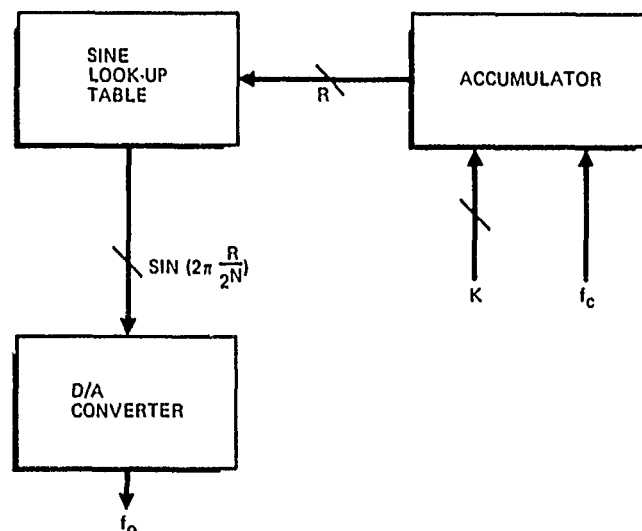 SINE
LOOK-UP
TABLE
R
ACCUMULATOR
K
f_c
SIN (2π R/2^N)
D/A
CONVERTER
f_o